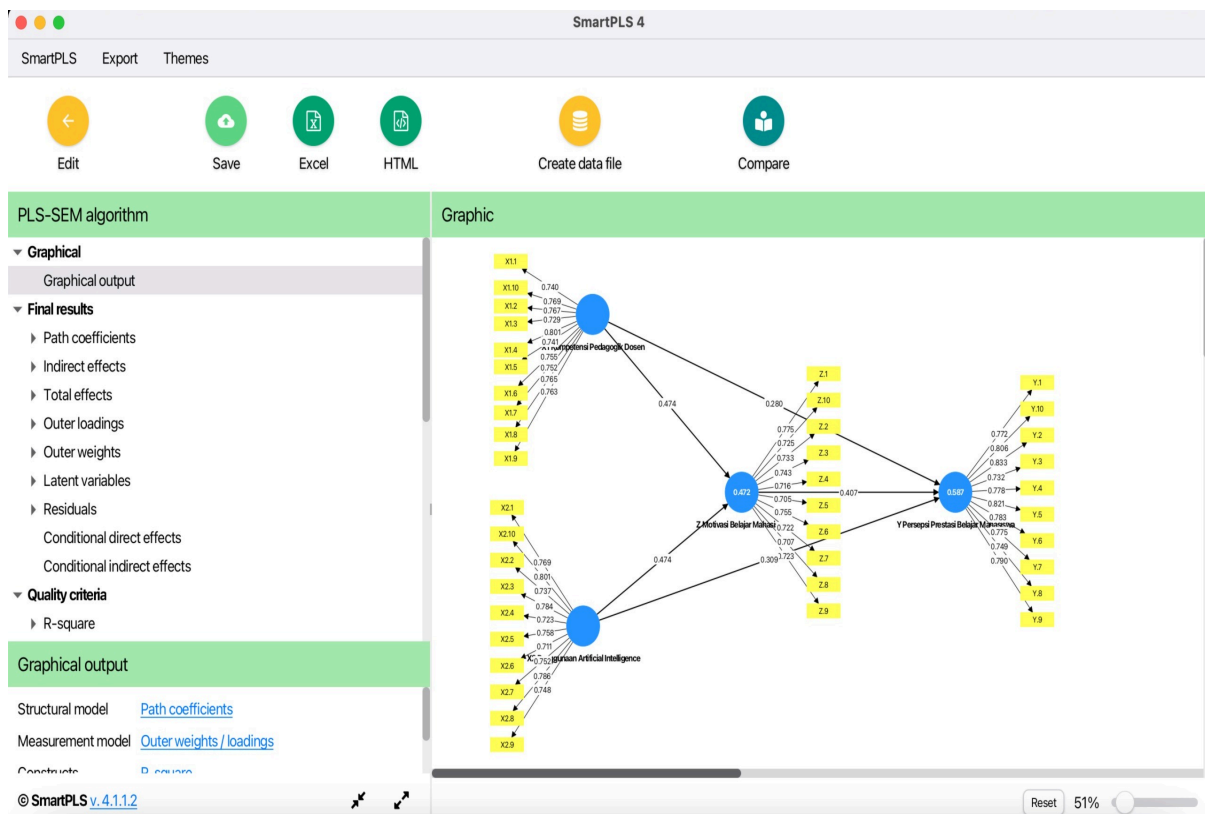 SmartPLS 4
SmartPLS Export Themes
Edit Save Excel HTML Create data file Compare
PLS-SEM algorithm
Graphical
Graphical output
Final results
Path coefficients
Indirect effects
Total effects
Outer loadings
Outer weights
Latent variables
Residuals
Conditional direct effects
Conditional indirect effects
Quality criteria
R-square
Graphical output
Structural model Path coefficients
Measurement model Outer weights / loadings
Constructs R-square
© SmartPLS v. 4.1.1.2
Graphic
X1.1
X1.10
X1.2
X1.3
X1.4
X1.5
X1.6
X1.7
X1.8
X1.9
0.740
0.769
0.767
0.729
0.801
0.741
0.755
0.752
0.765
0.763
Pedagogik Dosen
0.474
0.280
X2.1
X2.10
X2.2
X2.3
X2.4
X2.5
X2.6
X2.7
X2.8
X2.9
0.769
0.801
0.737
0.784
0.723
0.758
0.711
0.752
0.786
0.748
Artificial Intelligence
0.474
0.309
0.472
Z Motivasi Belajar
0.775
0.725
0.733
0.743
0.716
0.705
0.755
0.722
0.707
0.723
Z.1
Z.10
Z.2
Z.3
Z.4
Z.5
Z.6
Z.7
Z.8
Z.9
0.407
0.587
Y Persepsi Prestasi Belajar
0.772
0.806
0.833
0.732
0.778
0.821
0.783
0.775
0.749
0.790
Y.1
Y.10
Y.2
Y.3
Y.4
Y.5
Y.6
Y.7
Y.8
Y.9
Reset 51%